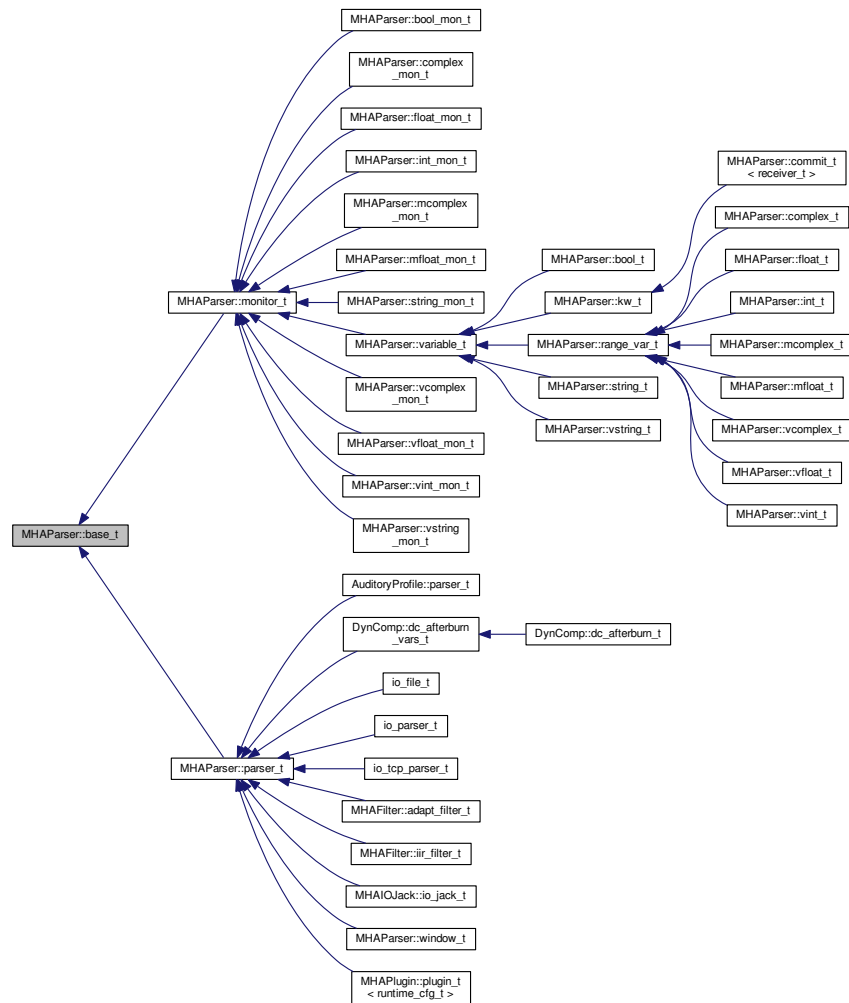 MHAParser::bool_mon_t
MHAParser::complex
_mon_t
MHAParser::float_mon_t
MHAParser::int_mon_t
MHAParser::mcomplex
_mon_t
MHAParser::mfloat_mon_t
MHAParser::monitor_t
MHAParser::string_mon_t
MHAParser::variable_t
MHAParser::vcomplex
_mon_t
MHAParser::vfloat_mon_t
MHAParser::vint_mon_t
MHAParser::vstring
_mon_t
MHAParser::bool_t
MHAParser::kw_t
MHAParser::range_var_t
MHAParser::string_t
MHAParser::vstring_t
MHAParser::commit_t
< receiver_t >
MHAParser::complex_t
MHAParser::float_t
MHAParser::int_t
MHAParser::mcomplex_t
MHAParser::mfloat_t
MHAParser::vcomplex_t
MHAParser::vfloat_t
MHAParser::vint_t
MHAParser::base_t
AuditoryProfile::parser_t
DynComp::dc_afterburn
_vars_t
DynComp::dc_afterburn_t
io_file_t
io_parser_t
MHAParser::parser_t
io_tcp_parser_t
MHAFilter::adapt_filter_t
MHAFilter::iir_filter_t
MHAIOJack::io_jack_t
MHAParser::window_t
MHAPlugin::plugin_t
< runtime_cfg_t >